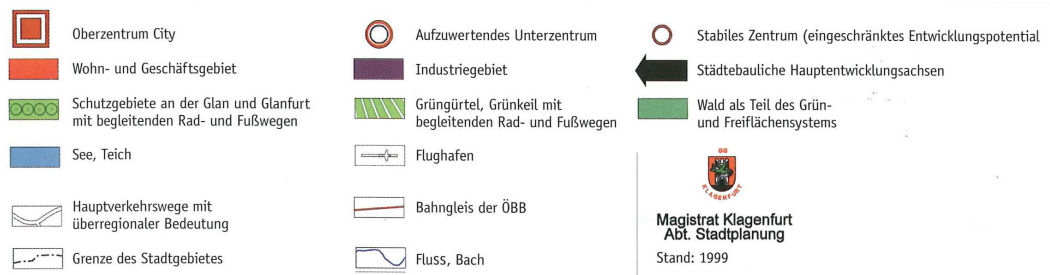 Oberzentrum City
Wohn- und Geschäftsgebiet
Schutzgebiete an der Glan und Glanfurt
mit begleitenden Rad- und Fußwegen
See, Teich
Hauptverkehrswege mit
überregionaler Bedeutung
Grenze des Stadtgebietes
Aufzuwertendes Unterzentrum
Industriegebiet
Grüngürtel, Grünkeil mit
begleitenden Rad- und Fußwegen
Flughafen
Bahngleis der ÖBB
Fluss, Bach
Stabiles Zentrum (eingeschränktes Entwicklungspotential
Städtebauliche Hauptentwicklungsachsen
Wald als Teil des Grün-
und Freiflächensystems
KLAGENFURT
Magistrat Klagenfurt
Abt. Stadtplanung
Stand: 1999